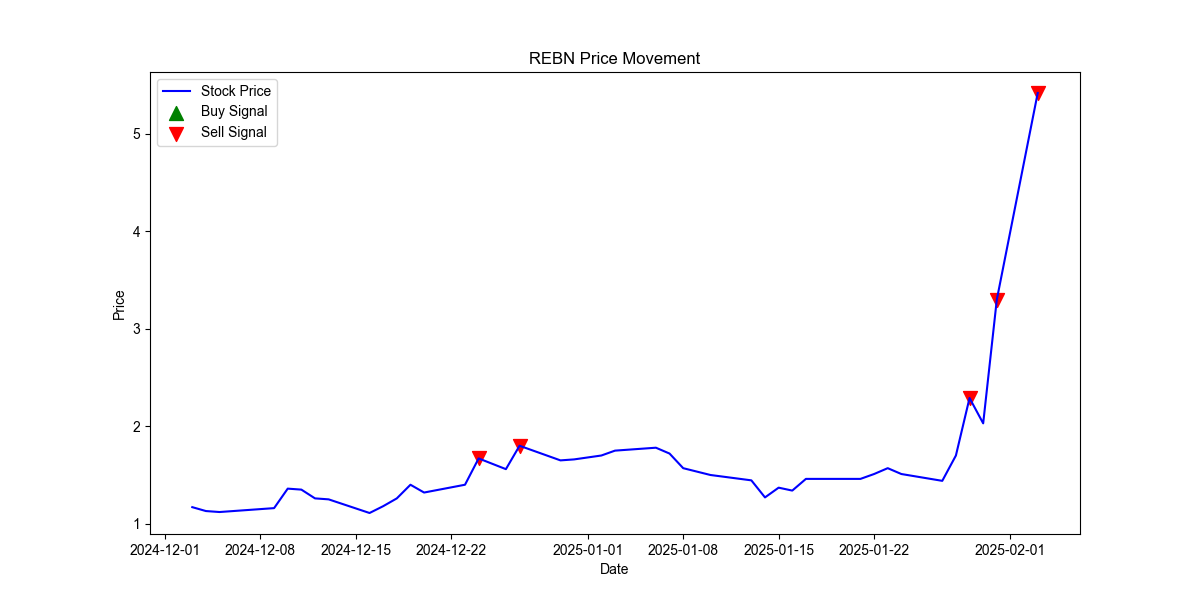 REBN Price Movement
Stock Price
Buy Signal
Sell Signal
Price
5
4
3
2
1
2024-12-01
2024-12-08
2024-12-15
2024-12-22
2025-01-01
2025-01-08
2025-01-15
2025-01-22
2025-02-01
Date